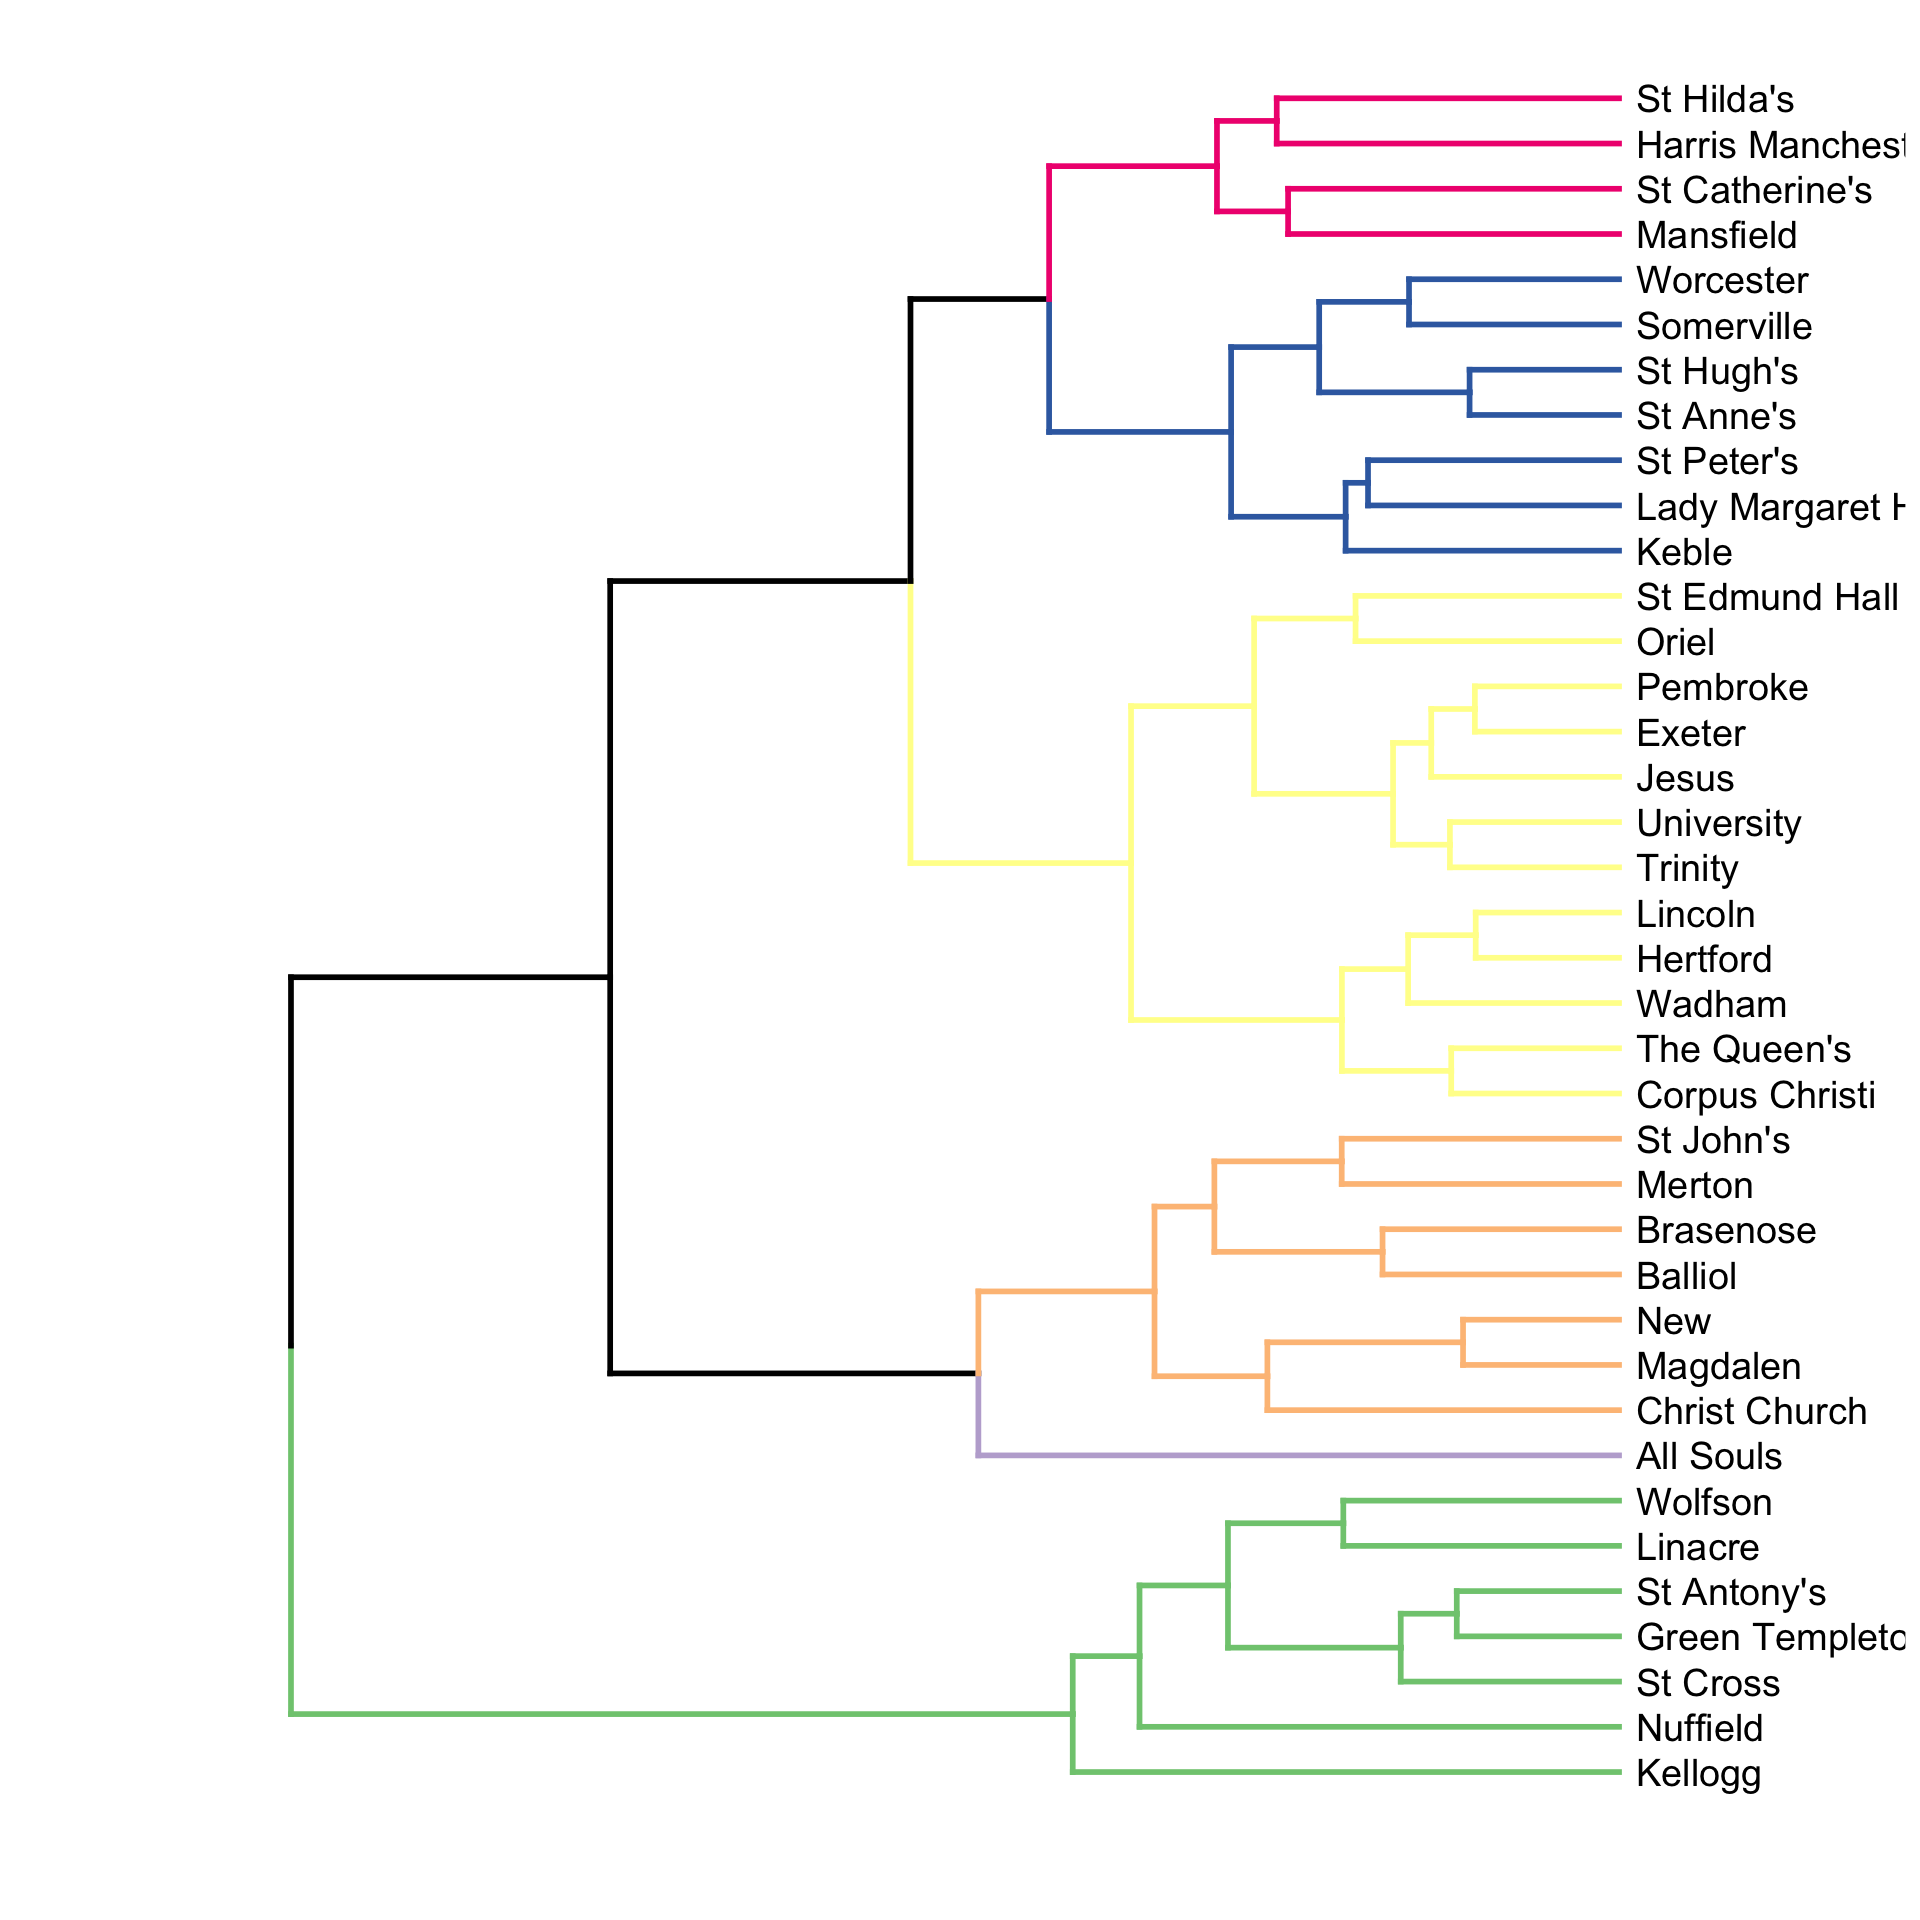 St Hilda's
Harris Manchest
St Catherine's
Mansfield
Worcester
Somerville
St Hugh's
St Anne's
St Peter's
Lady Margaret H
Keble
St Edmund Hall
Oriel
Pembroke
Exeter
Jesus
University
Trinity
Lincoln
Hertford
Wadham
The Queen's
Corpus Christi
St John's
Merton
Brasenose
Balliol
New
Magdalen
Christ Church
All Souls
Wolfson
Linacre
St Antony's
Green Templeto
St Cross
Nuffield
Kellogg